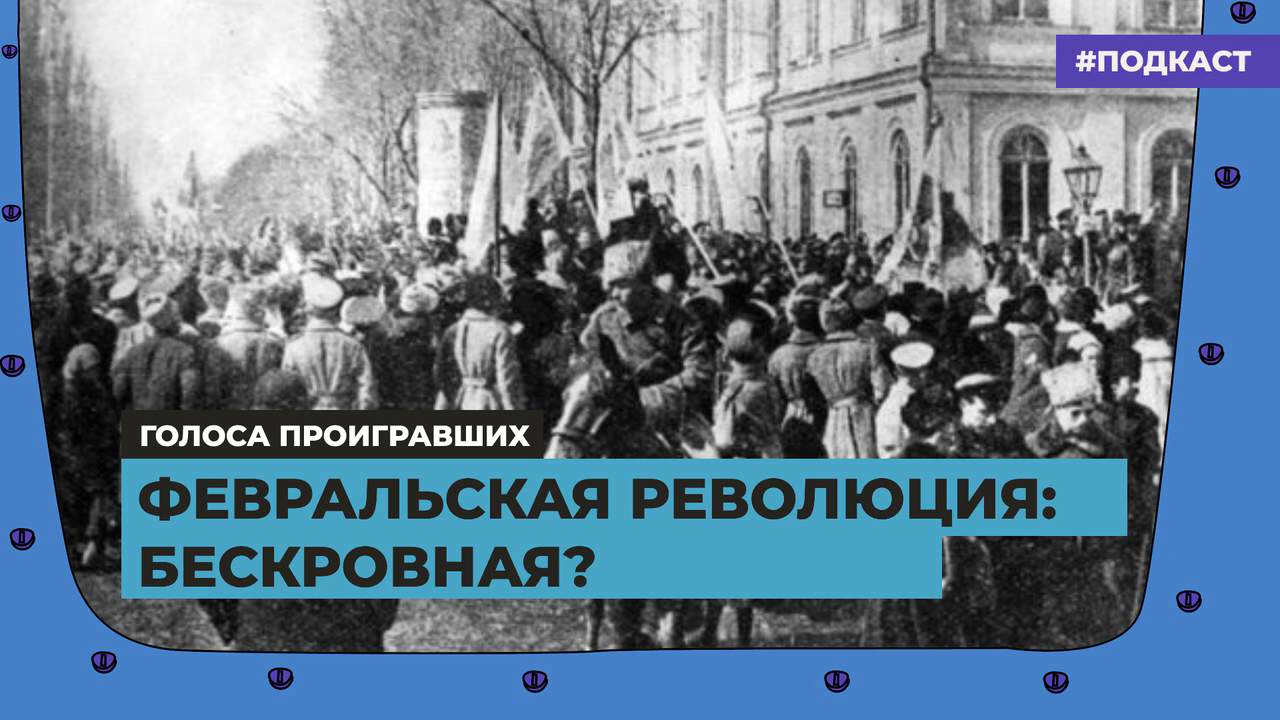 #ПОДКАСТ
ГОЛОСА ПРОИГРАВШИХ
ФЕВРАЛЬСКАЯ РЕВОЛЮЦИЯ:
БЕСКРОВНАЯ?